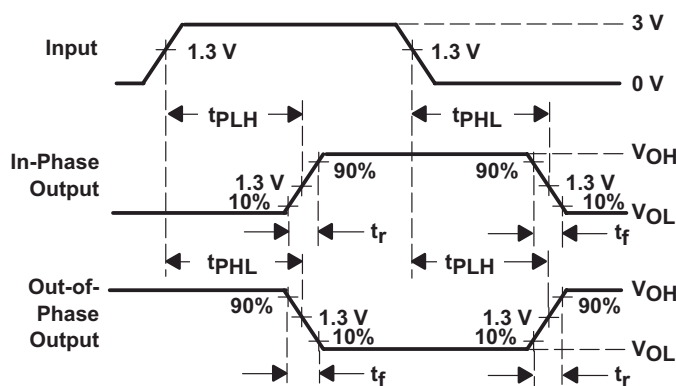 3 V
Input
1.3 V
1.3 V
0 V
tPLH
tPHL
In-Phase
Output
VOH
90%
90%
1.3 V
1.3 V
10%
10%
VOL
tr
tf
tPHL
tPLH
Out-of-
Phase
Output
VOH
90%
90%
1.3 V
1.3 V
10%
10%
VOL
tf
tr